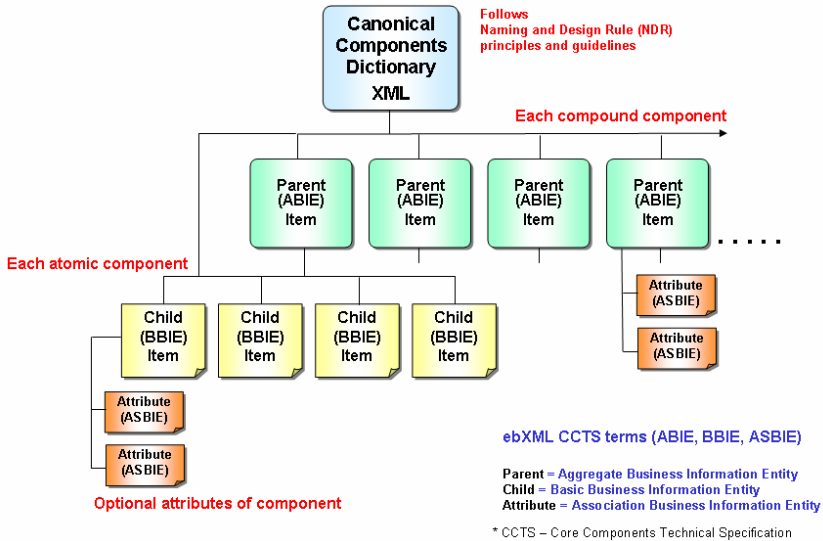 Canonical
Components
Dictionary
XML
Follows
Naming and Design Rule (NDR)
principles and guidelines
Each compound component
Parent
(ABIE)
Item
Parent
(ABIE)
Item
Parent
(ABIE)
Item
Parent
(ABIE)
Item
. . . . .
Each atomic component
Attribute
(ASBIE)
Attribute
(ASBIE)
Child
(BBIE)
Item
Child
(BBIE)
Item
Child
(BBIE)
Item
Child
(BBIE)
Item
Attribute
(ASBIE)
Attribute
(ASBIE)
Optional attributes of component
ebXML CCTS terms (ABIE, BBIE, ASBIE)
Parent = Aggregate Business Information Entity
Child = Basic Business Information Entity
Attribute = Association Business Information Entity
* CCTS – Core Components Technical Specification